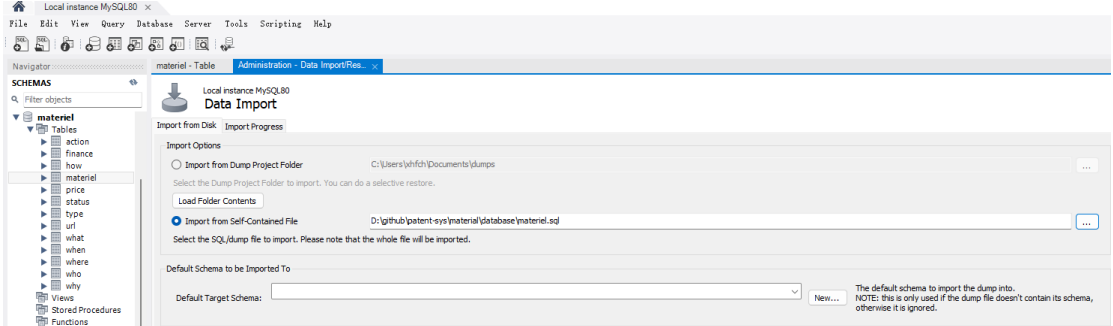 Local instance MySQL80 ×
File Edit View Query Database Server Tools Scripting Help
Navigator
SCHEMAS
Filter objects
materiel
Tables
action
finance
how
materiel
price
status
type
url
what
when
where
who
why
Views
Stored Procedures
Functions
materiel - Table
Administration - Data Import/Res... ×
Local instance MySQL80
Data Import
Import from Disk Import Progress
Import Options
Import from Dump Project Folder C:\Users\xhfch\Documents\dumps ...
Select the Dump Project Folder to import. You can do a selective restore.
Load Folder Contents
Import from Self-Contained File D:\github\patent-sys\material\database\materiel.sql ...
Select the SQL/dump file to import. Please note that the whole file will be imported.
Default Schema to be Imported To
Default Target Schema: New...
The default schema to import the dump into.
NOTE: this is only used if the dump file doesn't contain its schema,
otherwise it is ignored.